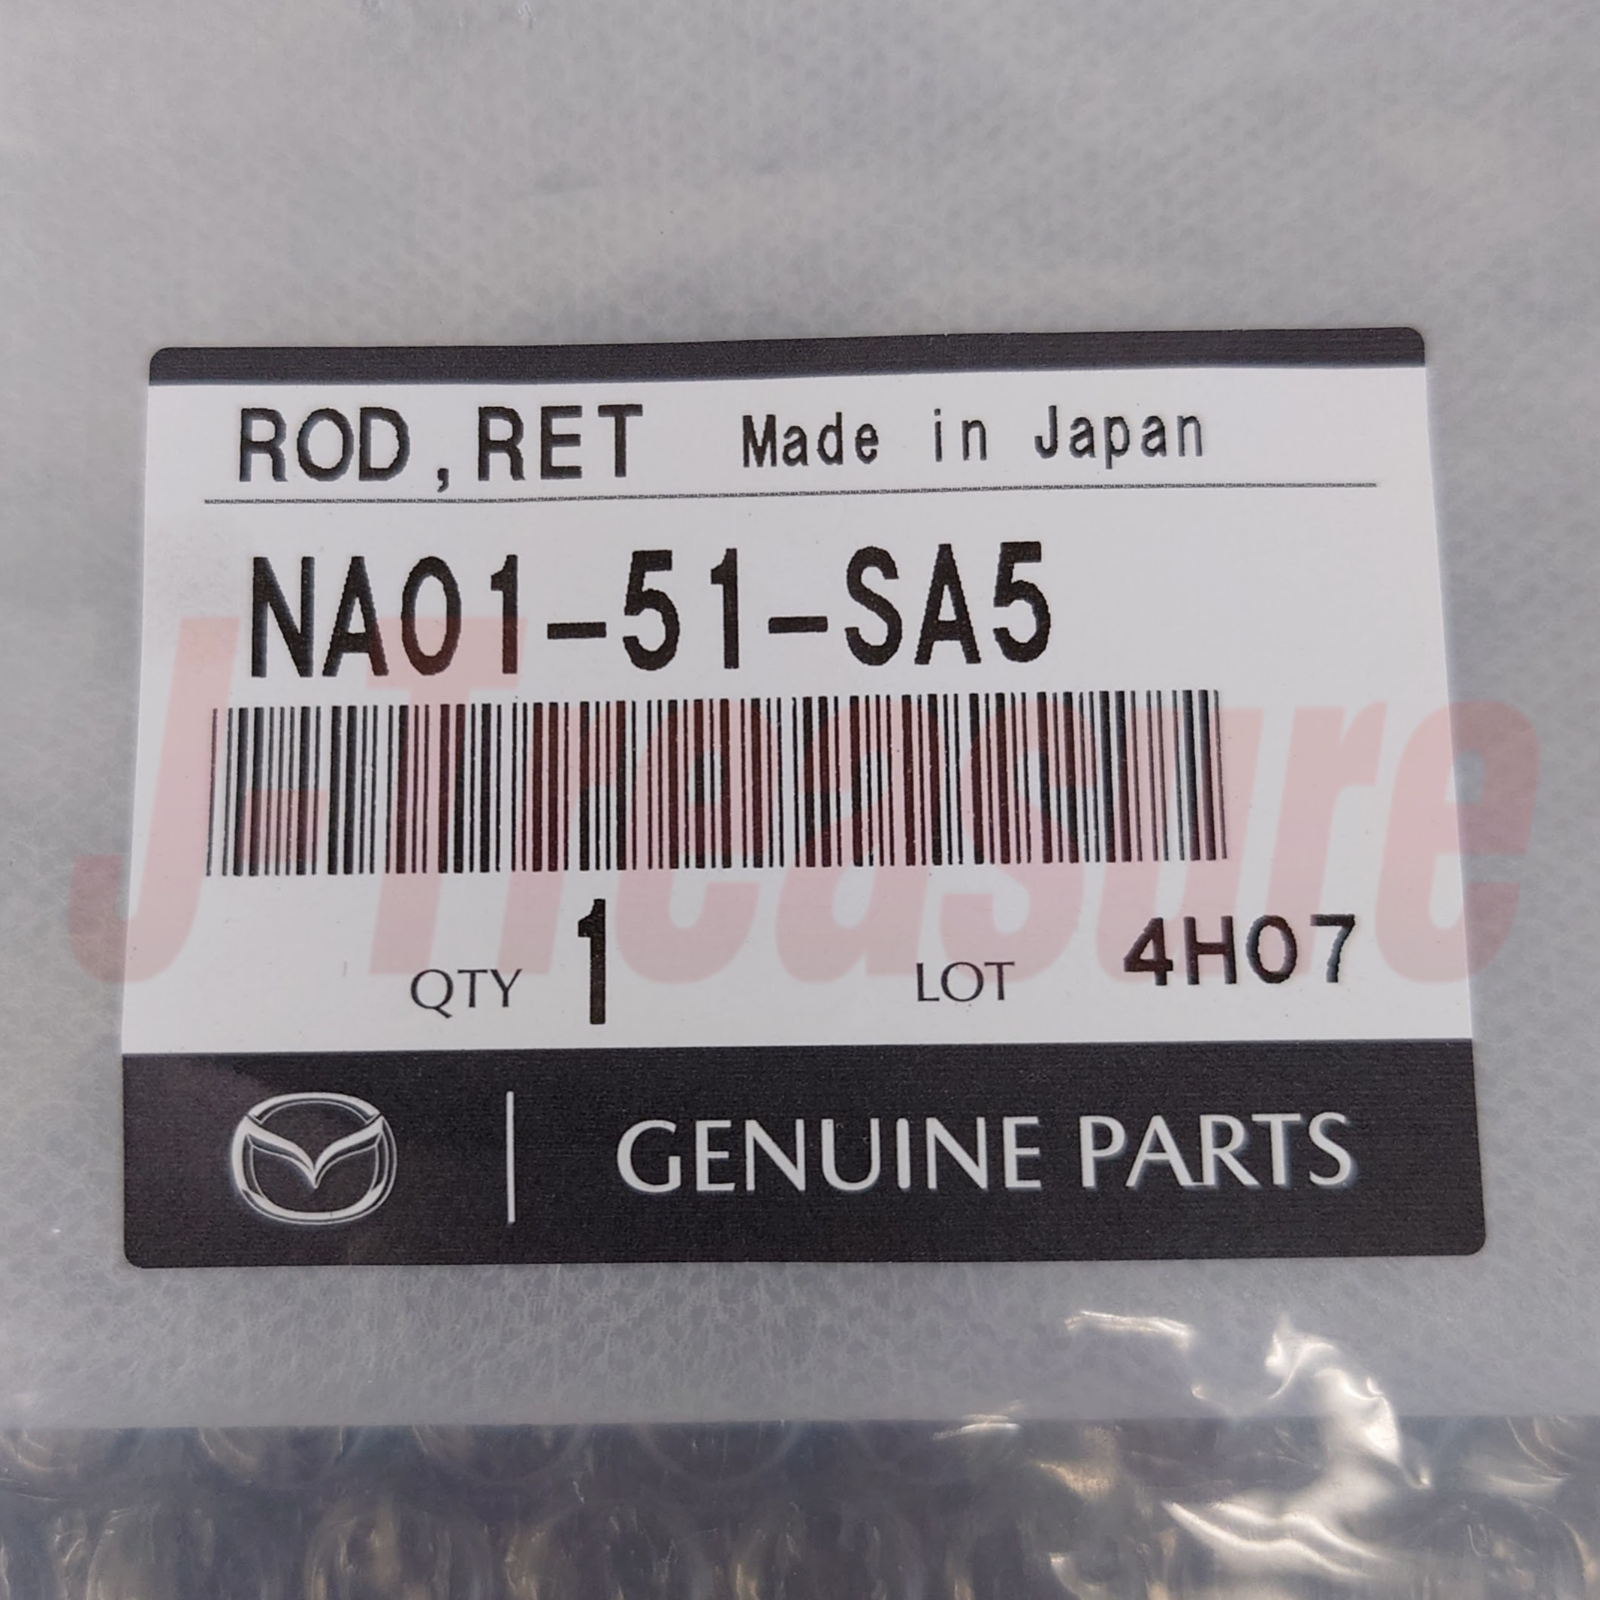 ROD,RET Made in Japan
NA01-51-SA5
J-Treasure
QTY 1 LOT 4H07
GENUINE PARTS